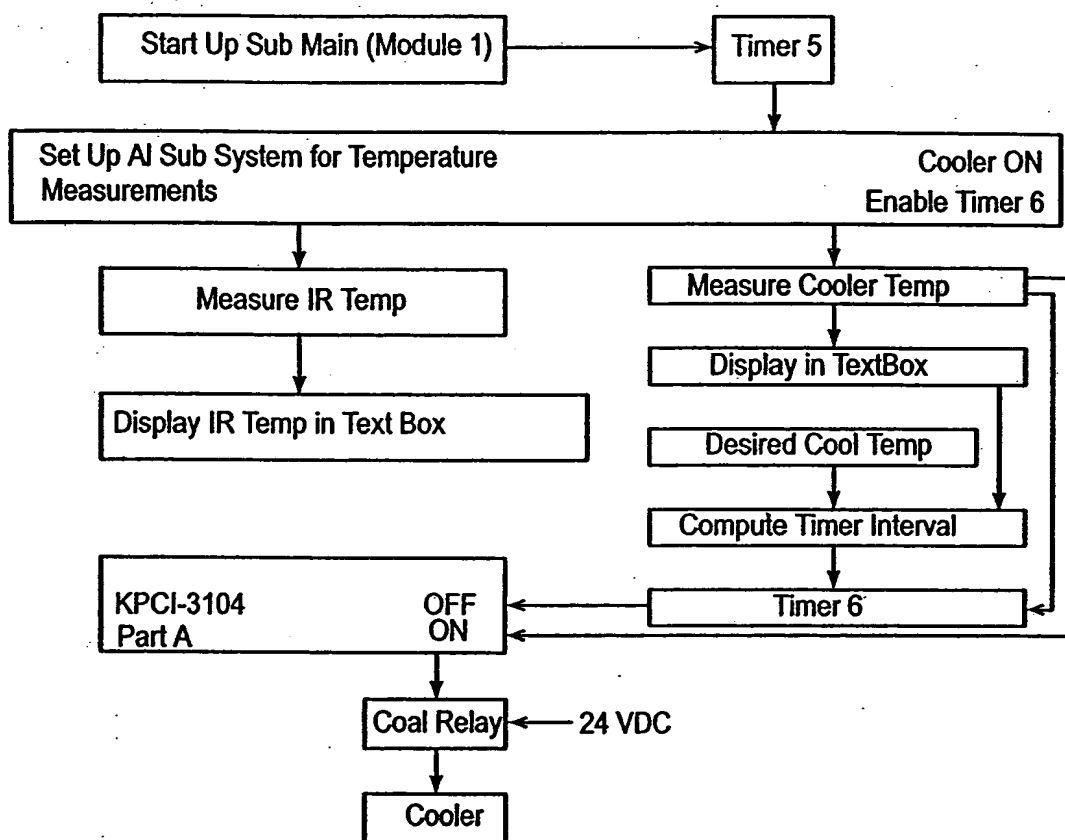 Start Up Sub Main (Module 1)
Timer 5
Set Up AI Sub System for Temperature
Measurements
Cooler ON
Enable Timer 6
Measure IR Temp
Measure Cooler Temp
Display in TextBox
Display IR Temp in Text Box
Desired Cool Temp
Compute Timer Interval
KPCI-3104
Part A
OFF
ON
Timer 6
Coal Relay
24 VDC
Cooler